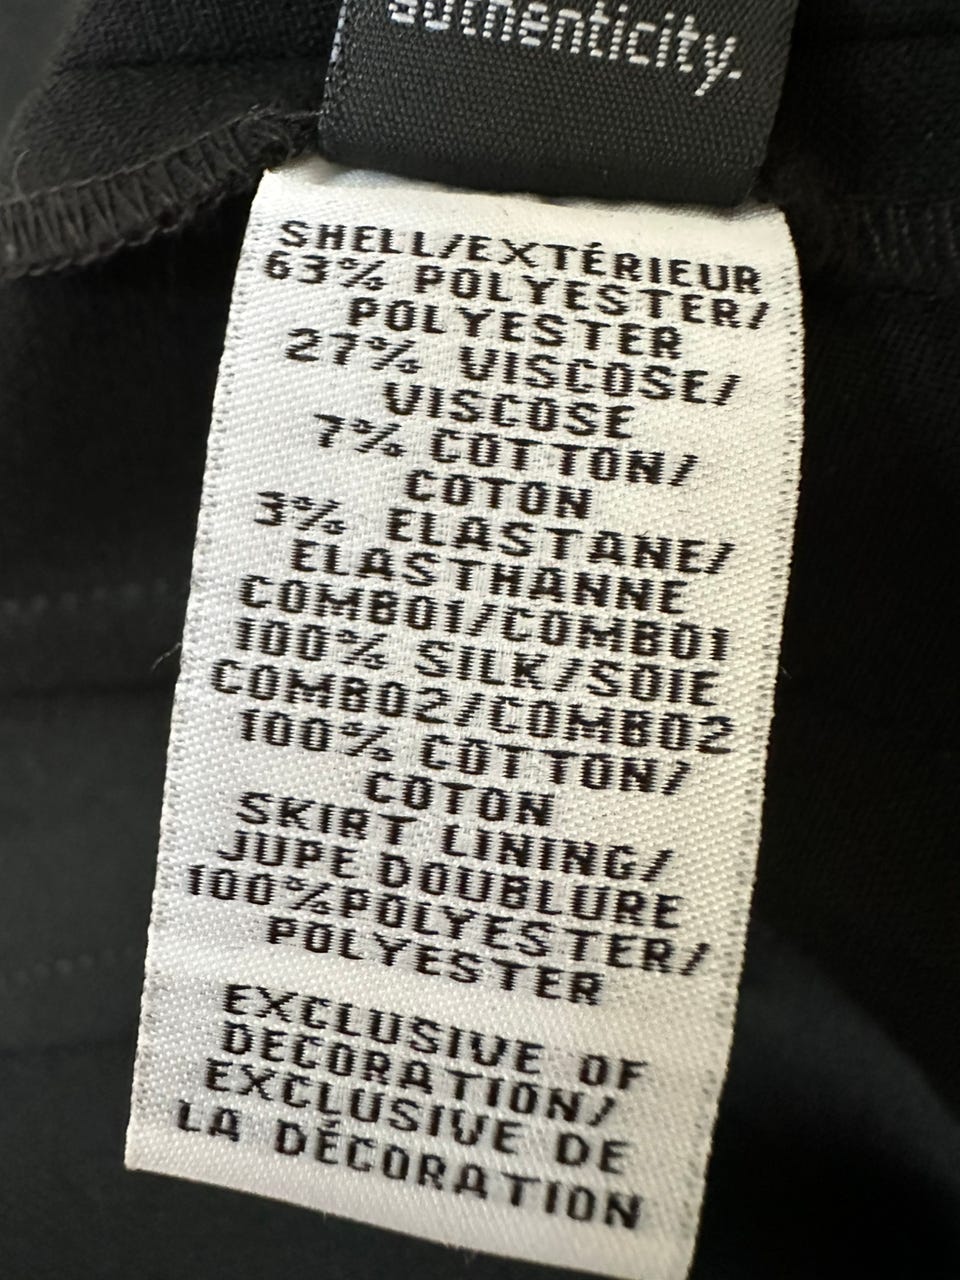 authenticity.
SHELL/EXTÉRIEUR
63% POLYESTER/
POLYESTER
27% VISCOSE/
VISCOSE
7% COTTON/
COTON
3% ELASTANE/
ELASTHANNE
COMBO1/COMBO1
100% SILK/SOIE
COMBO2/COMBO2
100% COTTON/
COTON
SKIRT LINING/
JUPE DOUBLURE
100%POLYESTER/
POLYESTER
EXCLUSIVE OF
DECORATION/
EXCLUSIVE DE
LA DÉCORATION